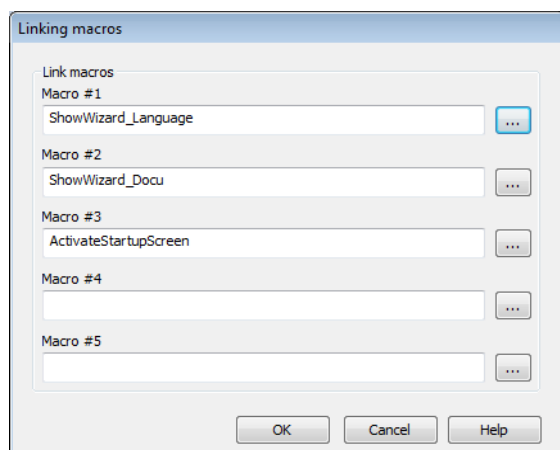 Linking macros
Link macros
Macro #1
ShowWizard_Language
...
Macro #2
ShowWizard_Docu
...
Macro #3
ActivateStartupScreen
...
Macro #4
...
Macro #5
...
OK Cancel Help